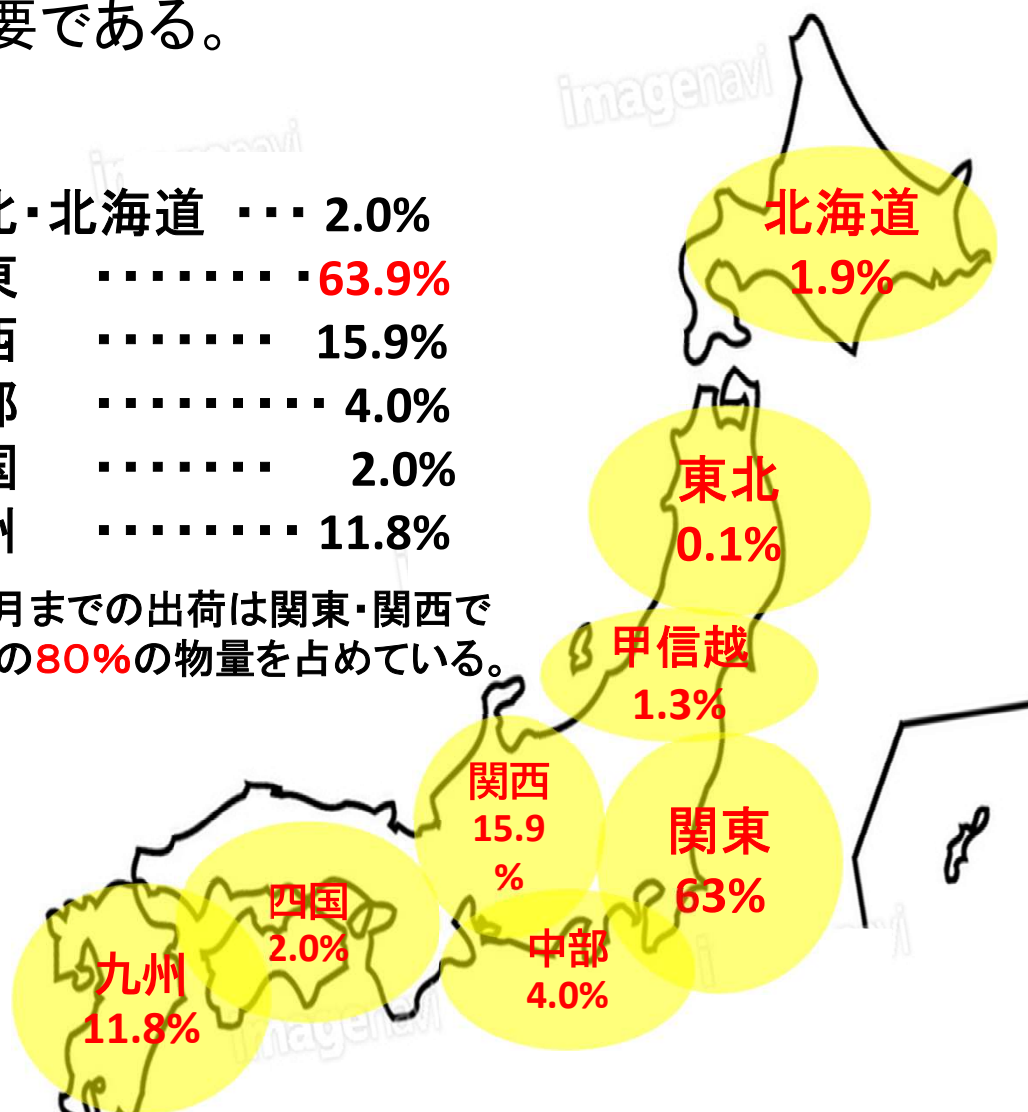 要である。
北・北海道 ・・・ 2.0%
東 ・・・・・・・・63.9%
西 ・・・・・・・ 15.9%
部 ・・・・・・・・・ 4.0%
国 ・・・・・・・ 2.0%
州 ・・・・・・・・ 11.8%
月までの出荷は関東・関西で
の80%の物量を占めている。
imagenavi
北海道
1.9%
東北
0.1%
甲信越
1.3%
関西
15.9
%
関東
63%
四国
2.0%
中部
4.0%
九州
11.8%
imagenavi